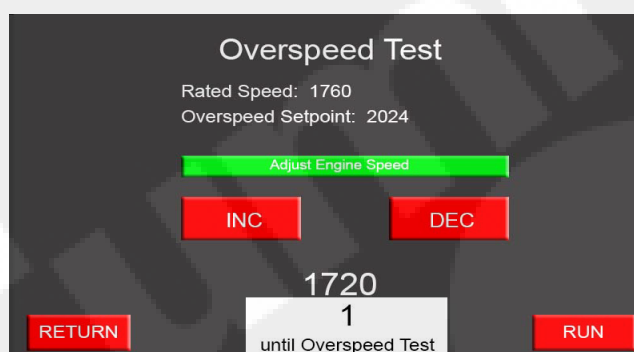 Overspeed Test
Rated Speed: 1760
Overspeed Setpoint: 2024
Adjust Engine Speed
INC DEC
1720
1
until Overspeed Test
RETURN RUN